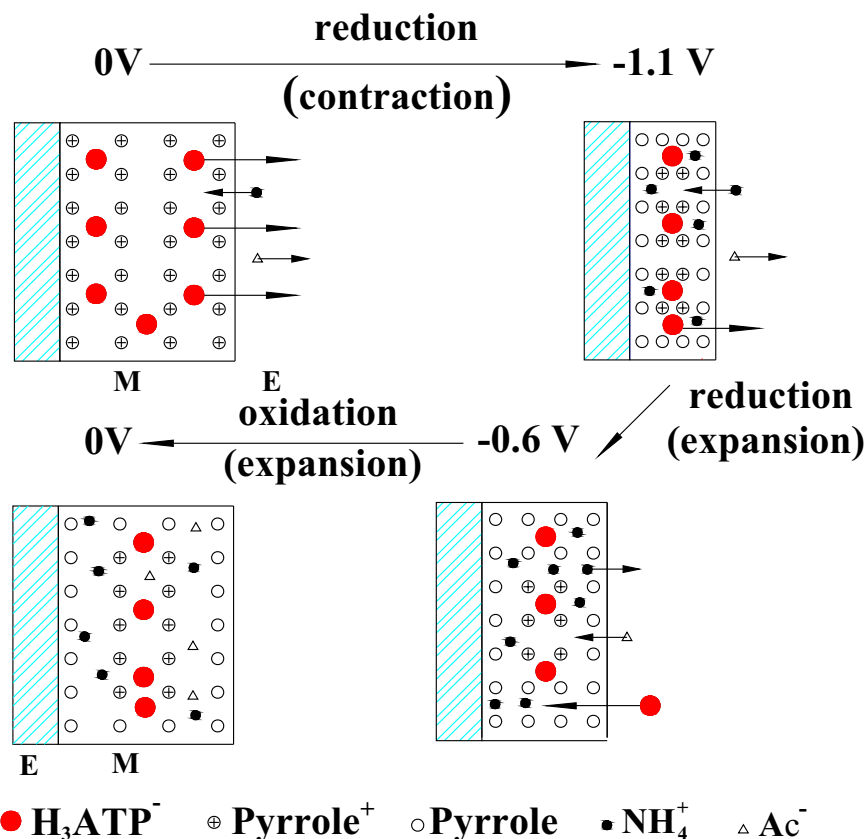 reduction
0V -1.1 V
(contraction)
M E
oxidation reduction
0V -0.6 V
(expansion) (expansion)
E M
H₃ATP⁻ Pyrrole⁺ Pyrrole NH₄⁺ Ac⁻